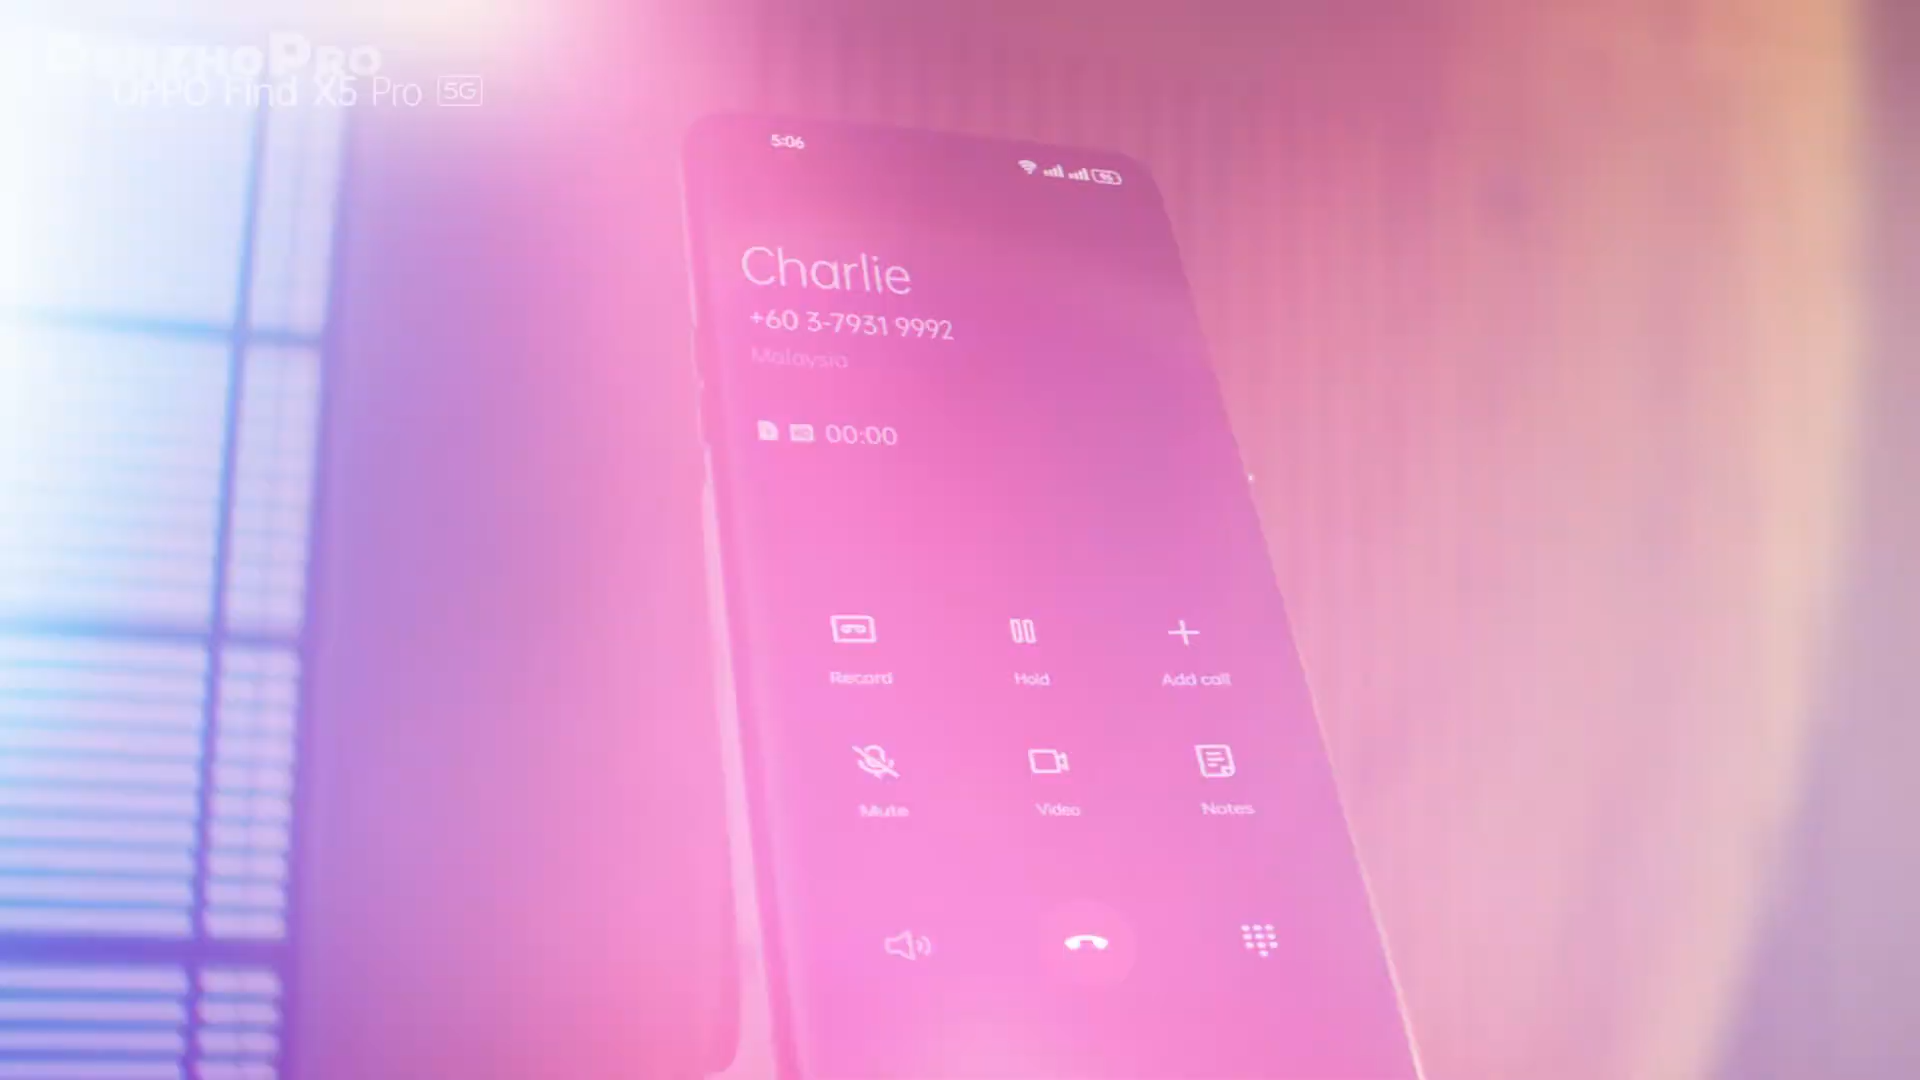 OPPO Find X5 Pro 5G
5:06
Charlie
+60 3-7931 9992
Malaysia
00:00
Record
Hold
Add call
Mute
Video
Notes